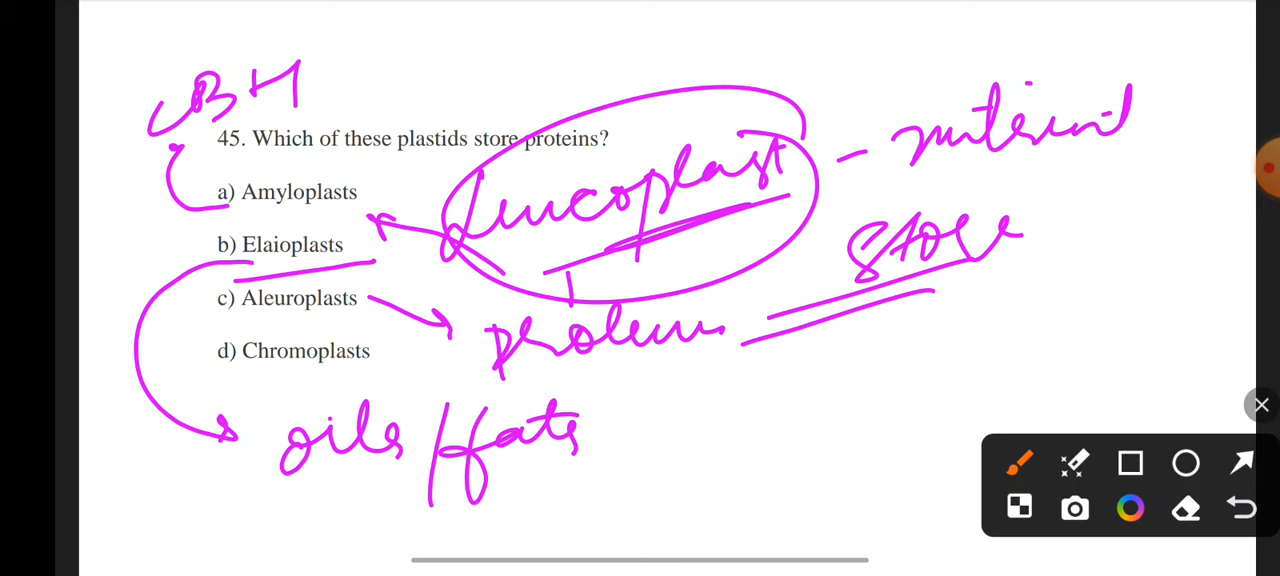 CBH
45. Which of these plastids store proteins?
a) Amyloplasts
Leucoplast - nutrient
store
b) Elaioplasts
c) Aleuroplasts
protein
d) Chromoplasts
oils/fats